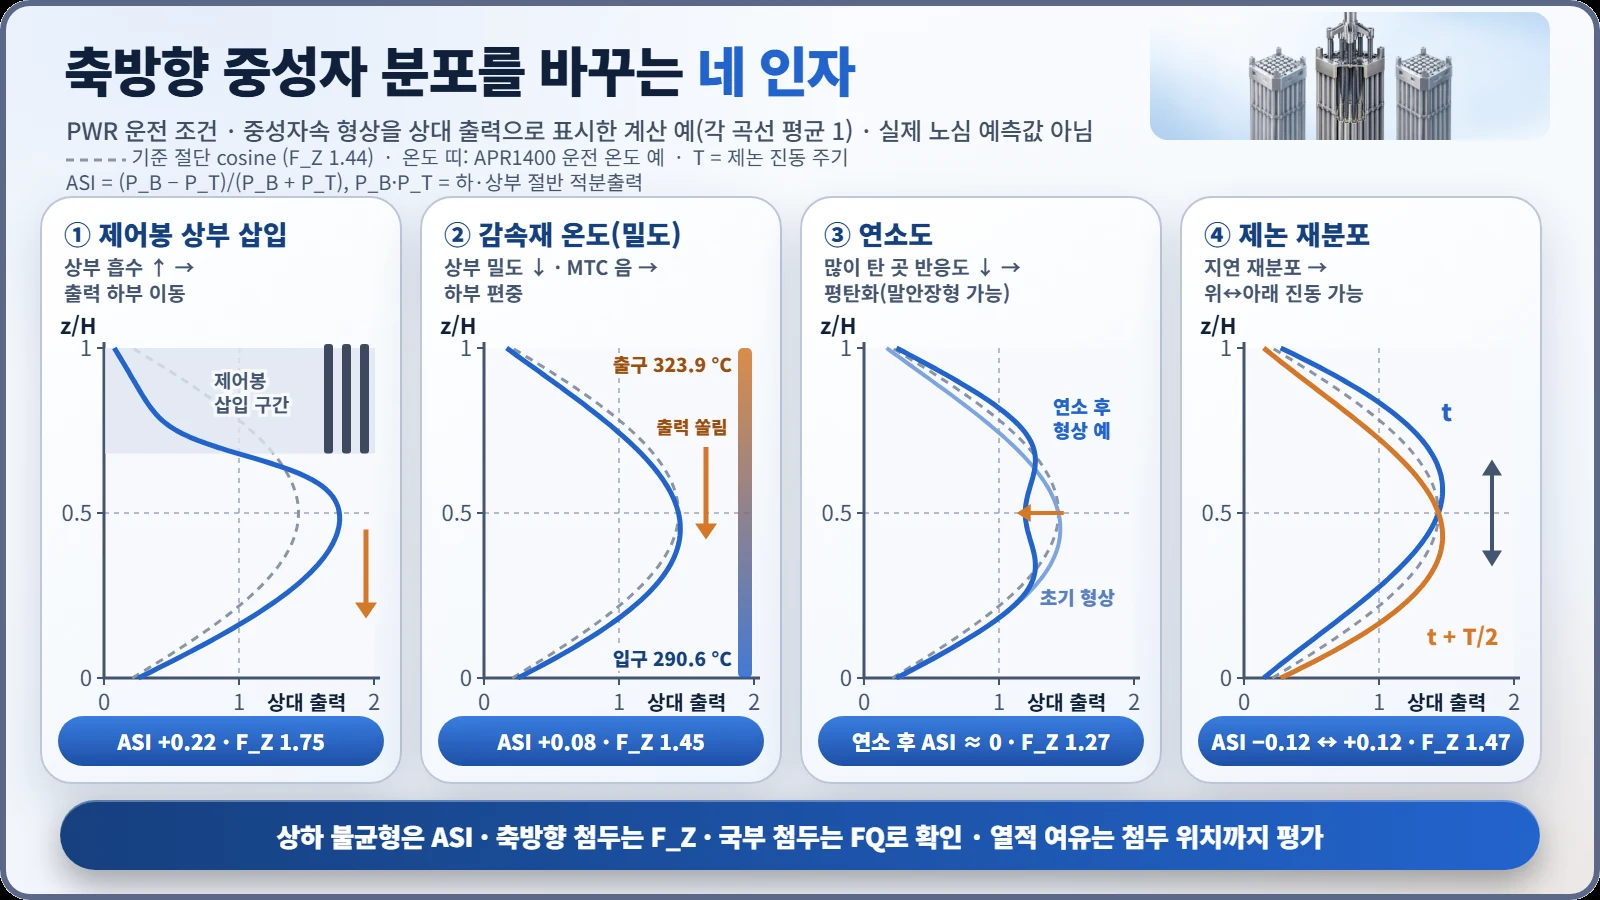 축방향 중성자 분포를 바꾸는 네 인자
PWR 운전 조건 · 중성자속 형상을 상대 출력으로 표시한 계산 예(각 곡선 평균 1) · 실제 노심 예측값 아님
기준 절단 cosine (F_Z 1.44) · 온도 띠: APR1400 운전 온도 예 · T = 제논 진동 주기
ASI = (P_B − P_T)/(P_B + P_T), P_B·P_T = 하·상부 절반 적분출력
① 제어봉 상부 삽입
상부 흡수 ↑ →
출력 하부 이동
z/H
1
제어봉
삽입 구간
0.5
0
0 1 상대 출력 2
ASI +0.22 · F_Z 1.75
② 감속재 온도(밀도)
상부 밀도 ↓ · MTC 음 →
하부 편중
z/H
1
출구 323.9 °C
출력 쏠림
0.5
입구 290.6 °C
0
0 1 상대 출력 2
ASI +0.08 · F_Z 1.45
③ 연소도
많이 탄 곳 반응도 ↓ →
평탄화(말안장형 가능)
z/H
1
연소 후
형상 예
0.5
초기 형상
0
0 1 상대 출력 2
연소 후 ASI ≈ 0 · F_Z 1.27
④ 제논 재분포
지연 재분포 →
위↔아래 진동 가능
z/H
1
t
0.5
t + T/2
0
0 1 상대 출력 2
ASI −0.12 ↔ +0.12 · F_Z 1.47
상하 불균형은 ASI · 축방향 첨두는 F_Z · 국부 첨두는 FQ로 확인 · 열적 여유는 첨두 위치까지 평가